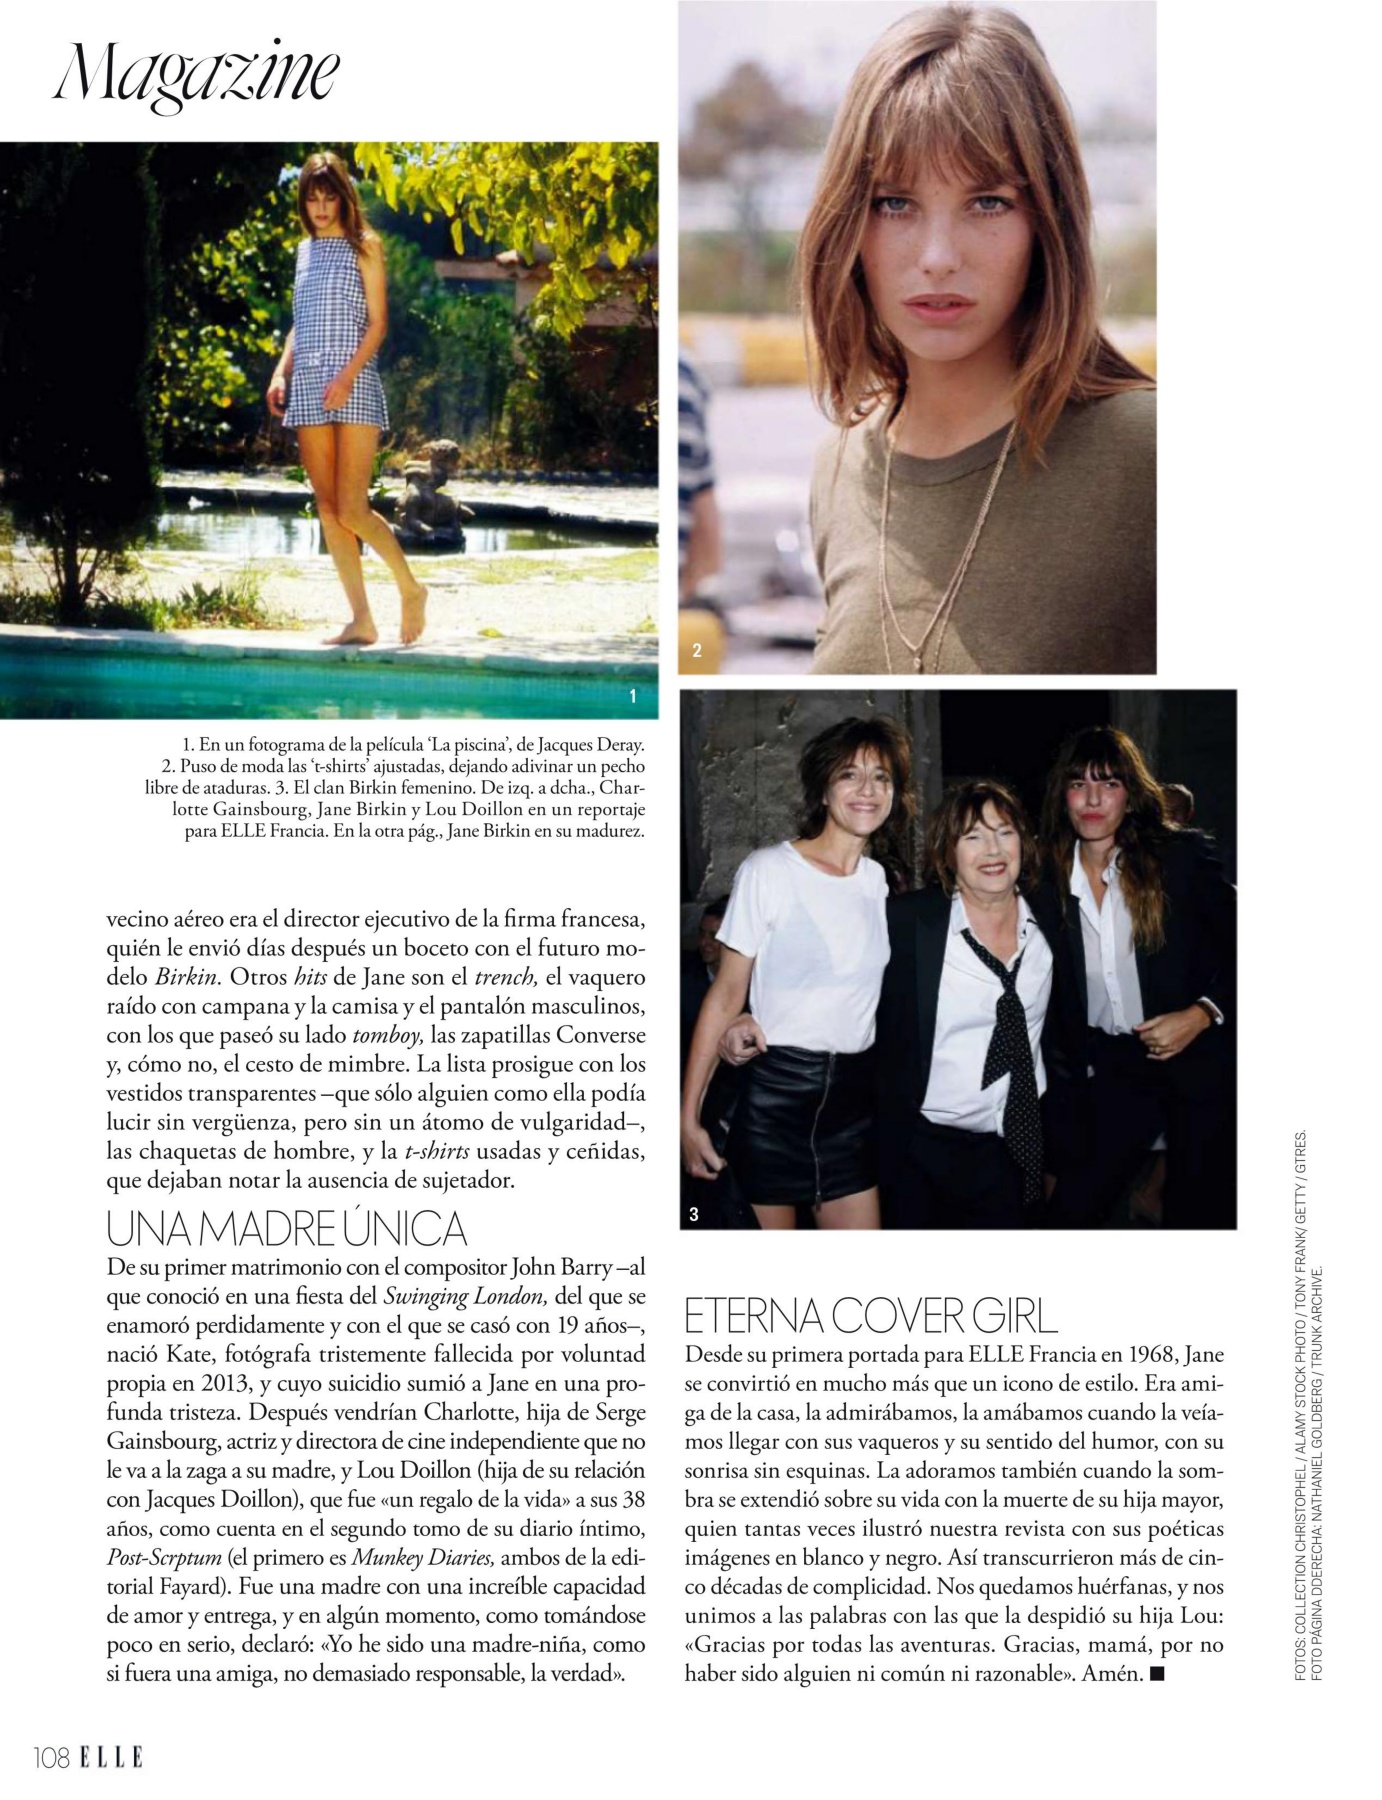 Magazine
1
2
1. En un fotograma de la película ‘La piscina’, de Jacques Deray.
2. Puso de moda las ‘t-shirts’ ajustadas, dejando adivinar un pecho
libre de ataduras. 3. El clan Birkin femenino. De izq. a dcha., Char-
lotte Gainsbourg, Jane Birkin y Lou Doillon en un reportaje
para ELLE Francia. En la otra pág., Jane Birkin en su madurez.
3
vecino aéreo era el director ejecutivo de la firma francesa,
quién le envió días después un boceto con el futuro mo-
delo Birkin. Otros hits de Jane son el trench, el vaquero
raído con campana y la camisa y el pantalón masculinos,
con los que paseó su lado tomboy, las zapatillas Converse
y, cómo no, el cesto de mimbre. La lista prosigue con los
vestidos transparentes –que sólo alguien como ella podía
lucir sin vergüenza, pero sin un átomo de vulgaridad–,
las chaquetas de hombre, y la t-shirts usadas y ceñidas,
que dejaban notar la ausencia de sujetador.
UNA MADRE ÚNICA
De su primer matrimonio con el compositor John Barry –al
que conoció en una fiesta del Swinging London, del que se
enamoró perdidamente y con el que se casó con 19 años–,
nació Kate, fotógrafa tristemente fallecida por voluntad
propia en 2013, y cuyo suicidio sumió a Jane en una pro-
funda tristeza. Después vendrían Charlotte, hija de Serge
Gainsbourg, actriz y directora de cine independiente que no
le va a la zaga a su madre, y Lou Doillon (hija de su relación
con Jacques Doillon), que fue «un regalo de la vida» a sus 38
años, como cuenta en el segundo tomo de su diario íntimo,
Post-Scrptum (el primero es Munkey Diaries, ambos de la edi-
torial Fayard). Fue una madre con una increíble capacidad
de amor y entrega, y en algún momento, como tomándose
poco en serio, declaró: «Yo he sido una madre-niña, como
si fuera una amiga, no demasiado responsable, la verdad».
ETERNA COVER GIRL
Desde su primera portada para ELLE Francia en 1968, Jane
se convirtió en mucho más que un icono de estilo. Era ami-
ga de la casa, la admirábamos, la amábamos cuando la veía-
mos llegar con sus vaqueros y su sentido del humor, con su
sonrisa sin esquinas. La adoramos también cuando la som-
bra se extendió sobre su vida con la muerte de su hija mayor,
quien tantas veces ilustró nuestra revista con sus poéticas
imágenes en blanco y negro. Así transcurrieron más de cin-
co décadas de complicidad. Nos quedamos huérfanas, y nos
unimos a las palabras con las que la despidió su hija Lou:
«Gracias por todas las aventuras. Gracias, mamá, por no
haber sido alguien ni común ni razonable». Amén. ■
FOTOS: COLLECTION CHRISTOPHEL / ALAMY STOCK PHOTO / TONY FRANK/ GETTY / GTRES.
FOTO PÁGINA DDERECHA: NATHANIEL GOLDBERG / TRUNK ARCHIVE.
108 ELLE